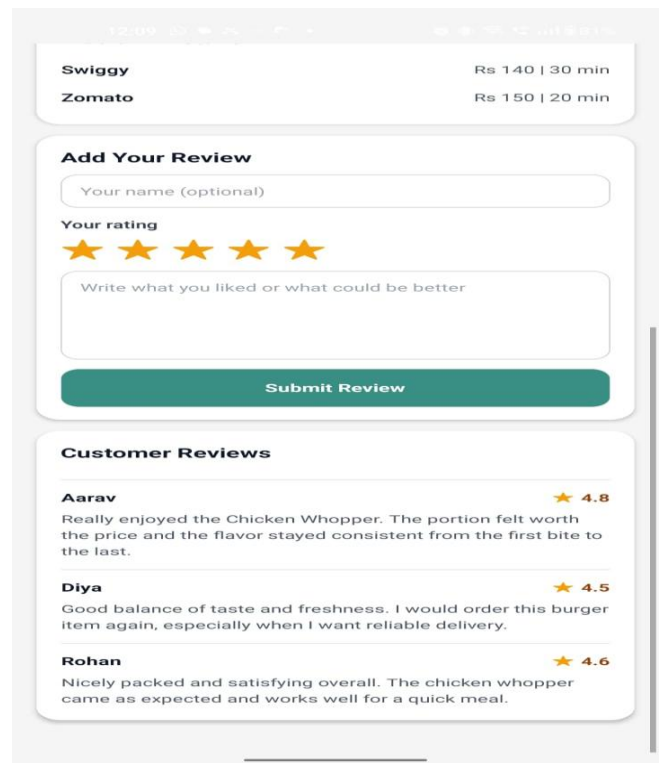 12:09
Swiggy Rs 140 | 30 min
Zomato Rs 150 | 20 min
Add Your Review
Your name (optional)
Your rating
Write what you liked or what could be better
Submit Review
Customer Reviews
Aarav 4.8
Really enjoyed the Chicken Whopper. The portion felt worth
the price and the flavor stayed consistent from the first bite to
the last.
Diya 4.5
Good balance of taste and freshness. I would order this burger
item again, especially when I want reliable delivery.
Rohan 4.6
Nicely packed and satisfying overall. The chicken whopper
came as expected and works well for a quick meal.